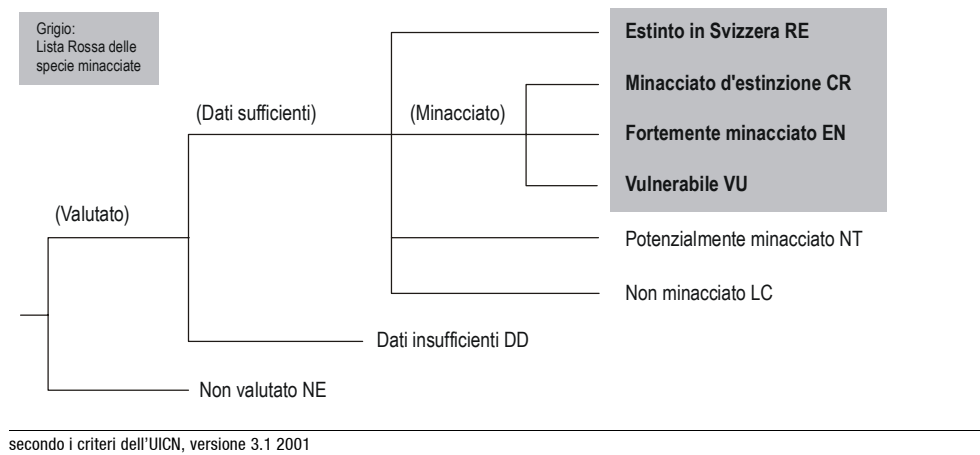 Grigio:
Lista Rossa delle
specie minacciate
Estinto in Svizzera RE
Minacciato d'estinzione CR
(Dati sufficienti)
(Minacciato)
Fortemente minacciato EN
Vulnerabile VU
(Valutato)
Potenzialmente minacciato NT
Non minacciato LC
Dati insufficienti DD
Non valutato NE
secondo i criteri dell'UICN, versione 3.1 2001